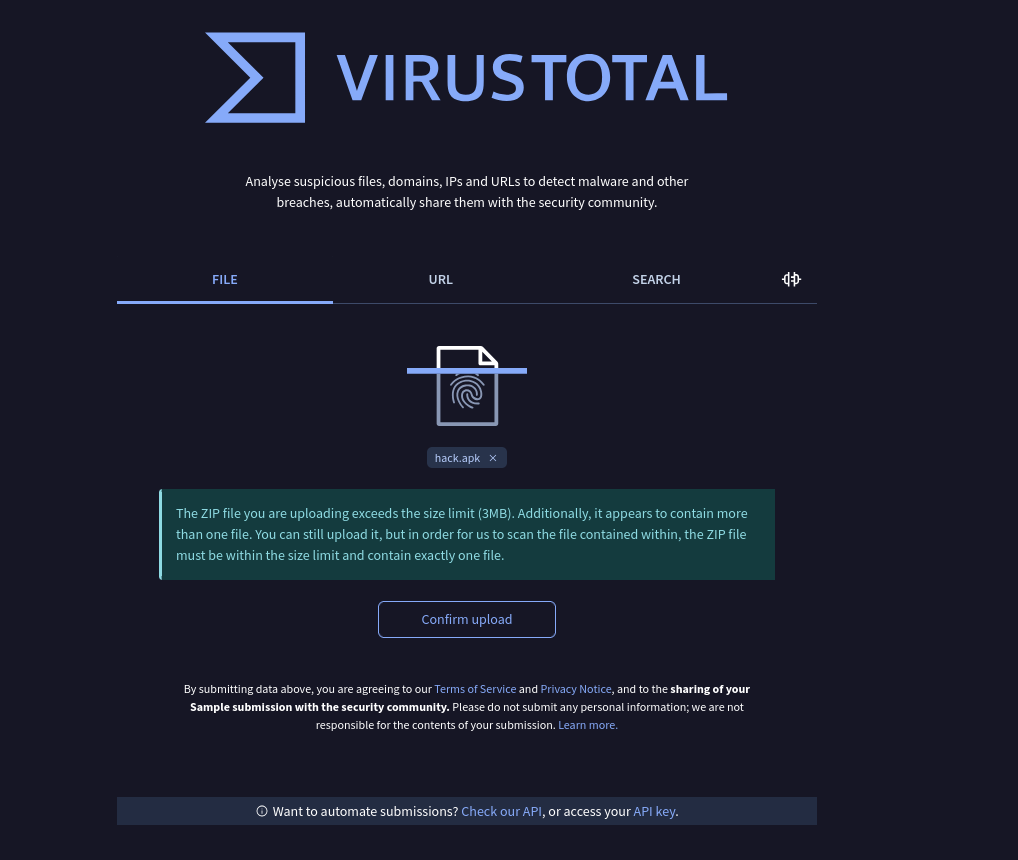 VIRUSTOTAL
Analyse suspicious files, domains, IPs and URLs to detect malware and other
breaches, automatically share them with the security community.
FILE
URL
SEARCH
hack.apk
The ZIP file you are uploading exceeds the size limit (3MB). Additionally, it appears to contain more
than one file. You can still upload it, but in order for us to scan the file contained within, the ZIP file
must be within the size limit and contain exactly one file.
Confirm upload
By submitting data above, you are agreeing to our Terms of Service and Privacy Notice, and to the sharing of your
Sample submission with the security community. Please do not submit any personal information; we are not
responsible for the contents of your submission. Learn more.
Want to automate submissions? Check our API, or access your API key.